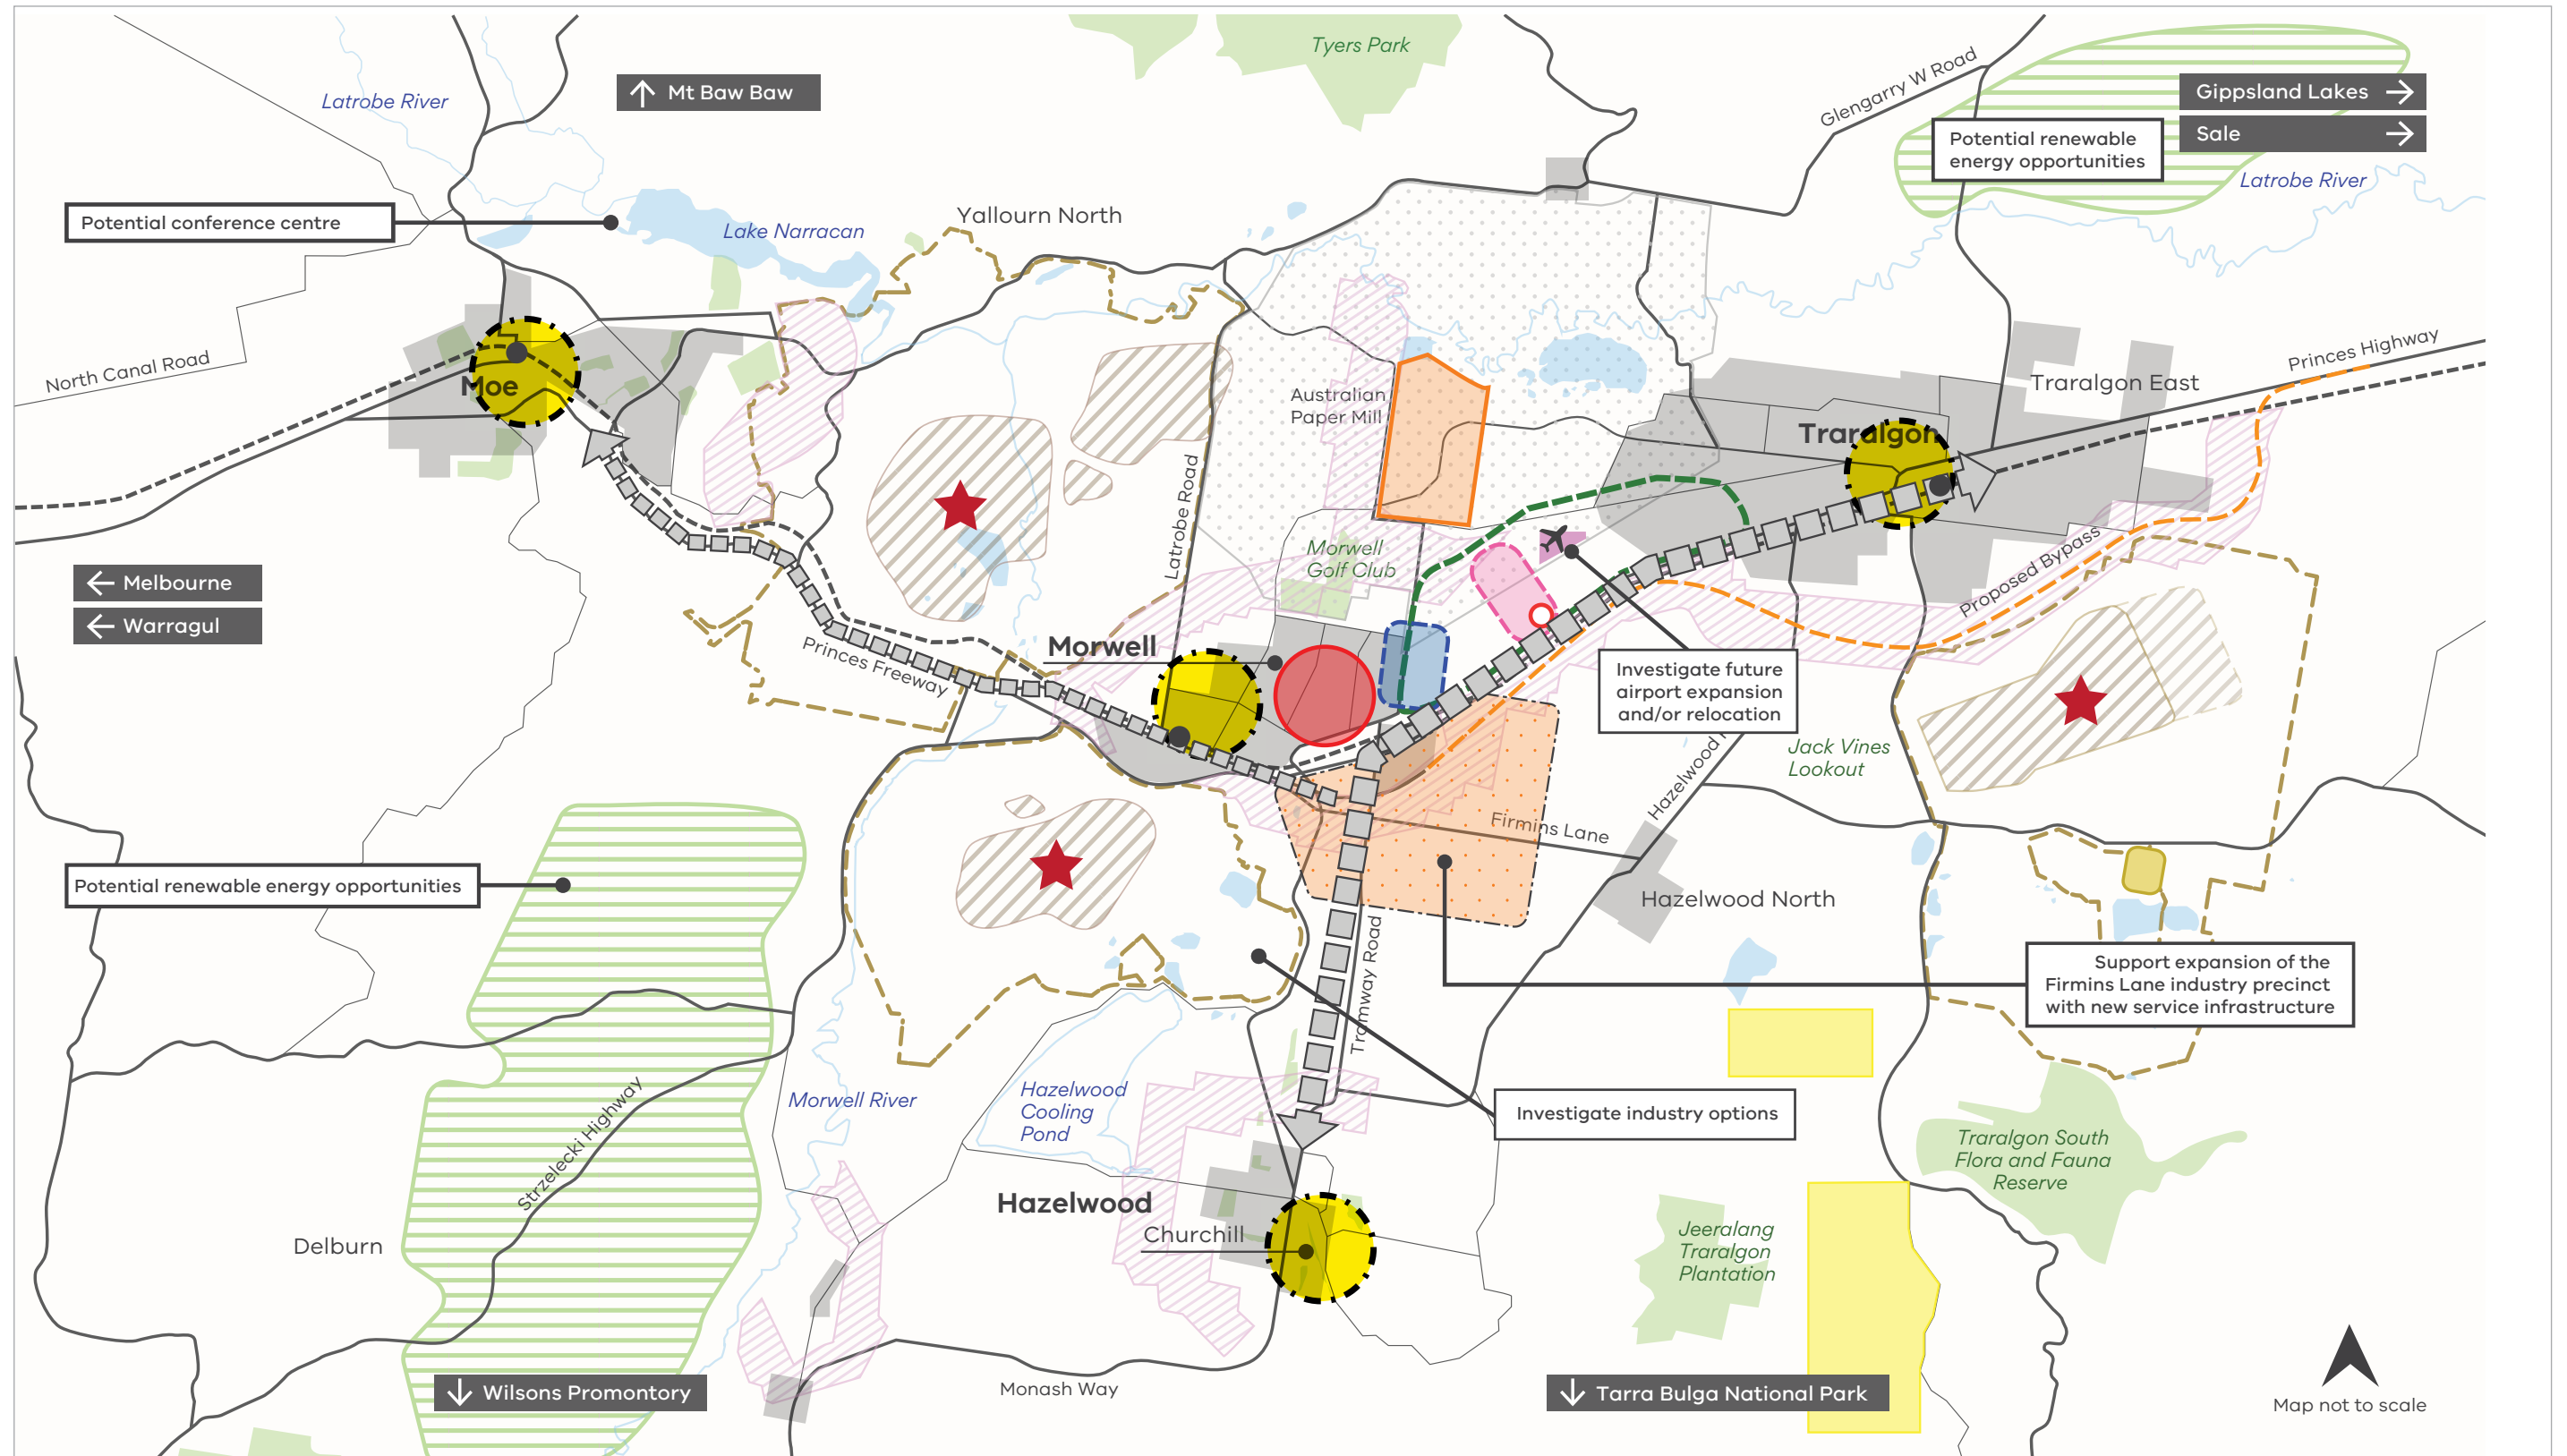 Tyers Park
Glengarry W Road
Latrobe River
Mt Baw Baw
Gippsland Lakes
Sale
Potential renewable
energy opportunities
Latrobe River
Potential conference centre
Lake Narracan
Yallourn North
North Canal Road
Moe
Australian
Paper Mill
Princes Highway
Traralgon East
Traralgon
Latrobe Road
Morwell
Golf Club
Melbourne
Warragul
Proposed Bypass
Morwell
Princes Freeway
Investigate future
airport expansion
and/or relocation
Jack Vines
Lookout
Hazelwood
Firmins Lane
Potential renewable energy opportunities
Hazelwood North
Tramway Road
Support expansion of the
Firmins Lane industry precinct
with new service infrastructure
Morwell River
Hazelwood
Cooling
Pond
Investigate industry options
Strzelecki Highway
Traralgon South
Flora and Fauna
Reserve
Hazelwood
Churchill
Delburn
Jeeralang
Traralgon
Plantation
Wilsons Promontory
Monash Way
Tarra Bulga National Park
Map not to scale